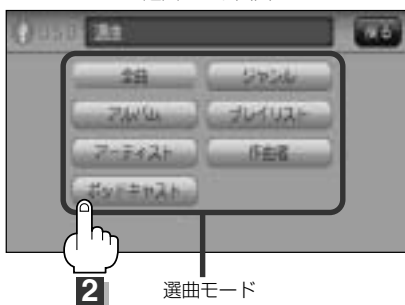 選曲
戻る
全曲
ジャンル
アルバム
プレイリスト
アーティスト
作曲者
ポッドキャスト
2
選曲モード